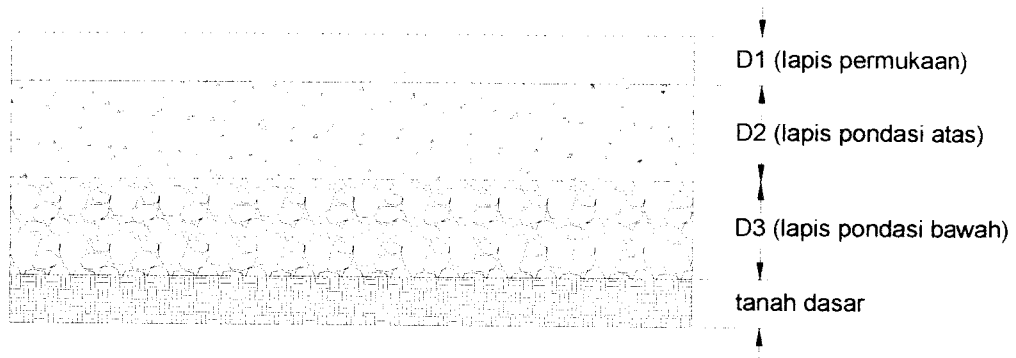 D1 (lapis permukaan)
D2 (lapis pondasi atas)
D3 (lapis pondasi bawah)
tanah dasar